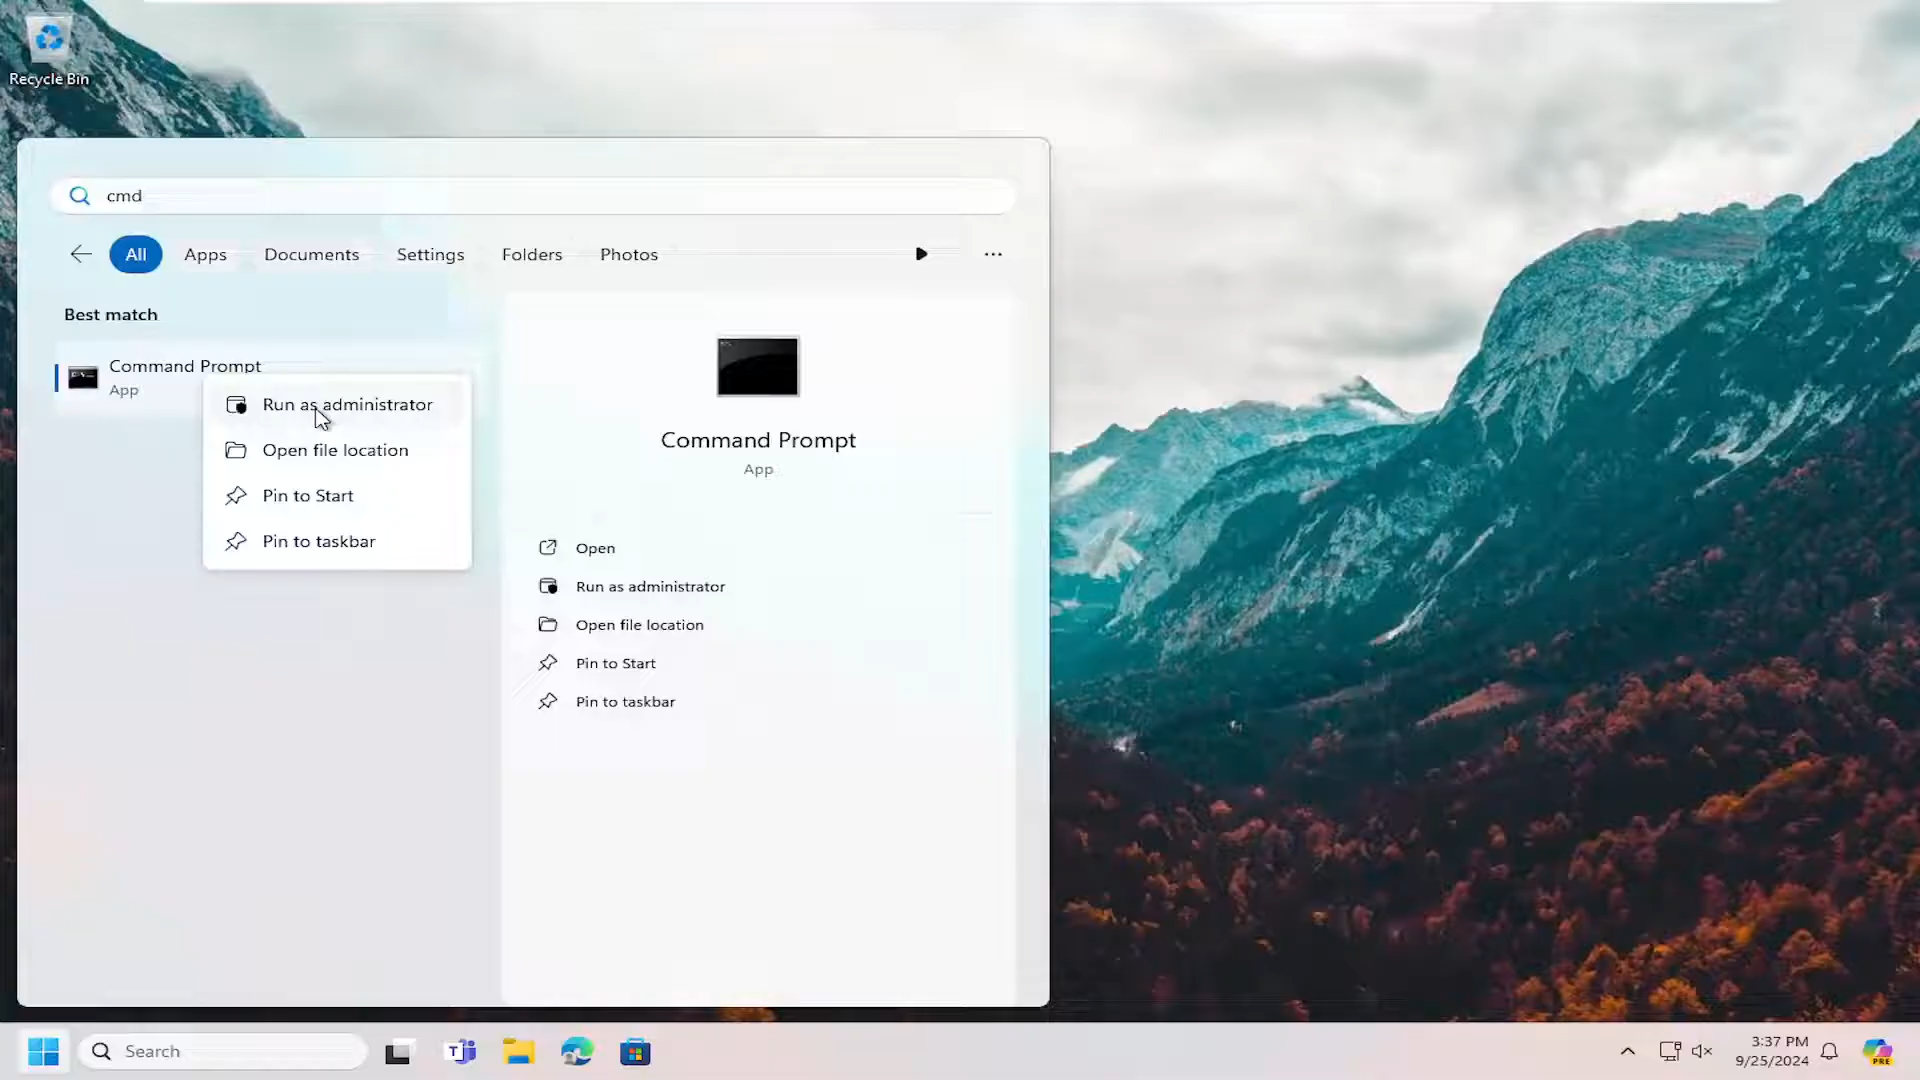 Recycle Bin
cmd
All Apps Documents Settings Folders Photos
Best match
Command Prompt
App
Run as administrator
Open file location
Pin to Start
Pin to taskbar
Command Prompt
App
Open
Run as administrator
Open file location
Pin to Start
Pin to taskbar
Search
3:37 PM
9/25/2024
PRE